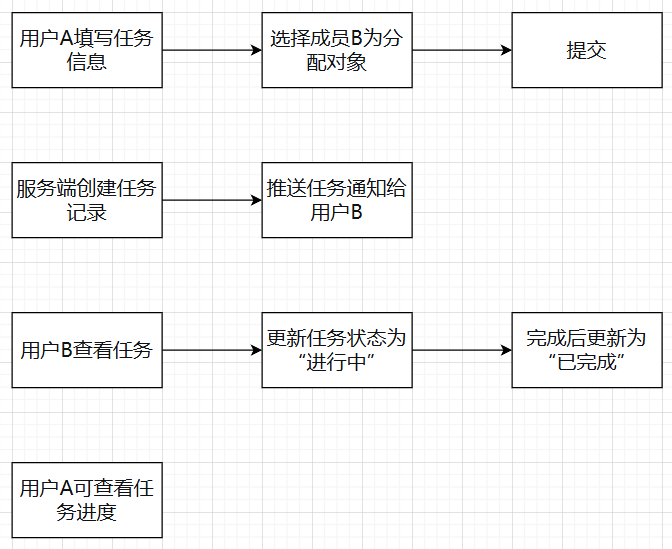 用户A填写任务
信息
选择成员B为分
配对象
提交
服务端创建任务
记录
推送任务通知给
用户B
用户B查看任务
更新任务状态为
“进行中”
完成后更新为
“已完成”
用户A可查看任
务进度